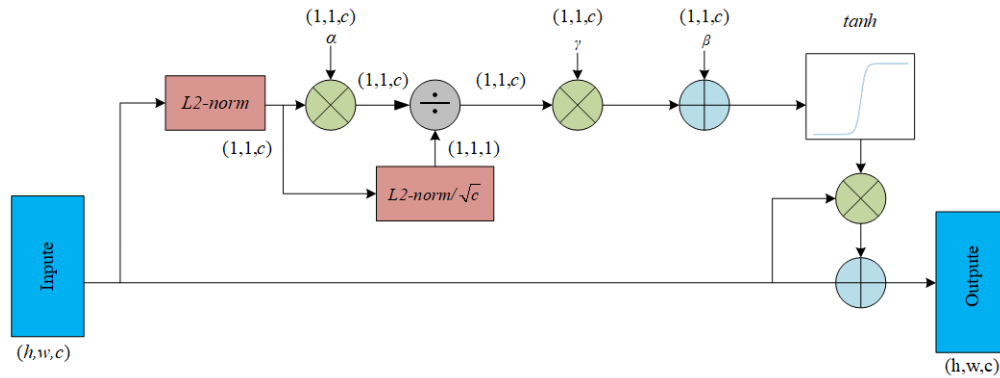 (1,1,c)
α
(1,1,c)
γ
(1,1,c)
β
tanh
L2-norm
(1,1,c)
(1,1,c)
(1,1,c)
(1,1,1)
L2-norm/√c
Inpute
(h,w,c)
Outpute
(h,w,c)